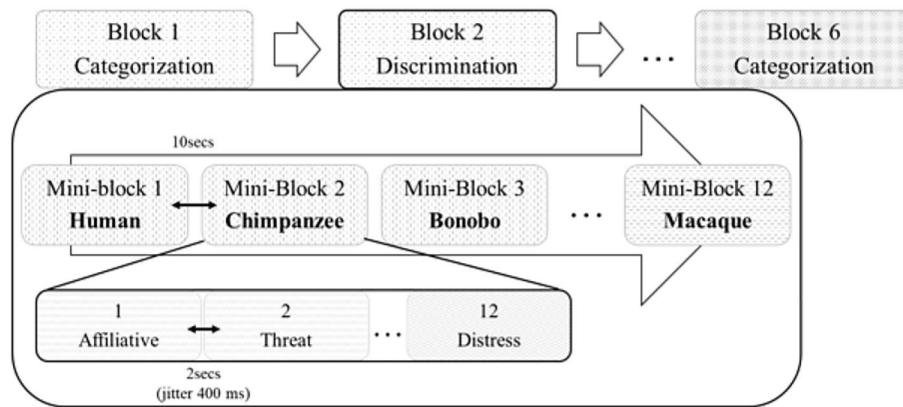 Block 1
Categorization
Block 2
Discrimination
...
Block 6
Categorization
10secs
Mini-block 1
Human
Mini-Block 2
Chimpanzee
Mini-Block 3
Bonobo
...
Mini-Block 12
Macaque
1
Affiliative
2
Threat
...
12
Distress
2secs
(jitter 400 ms)